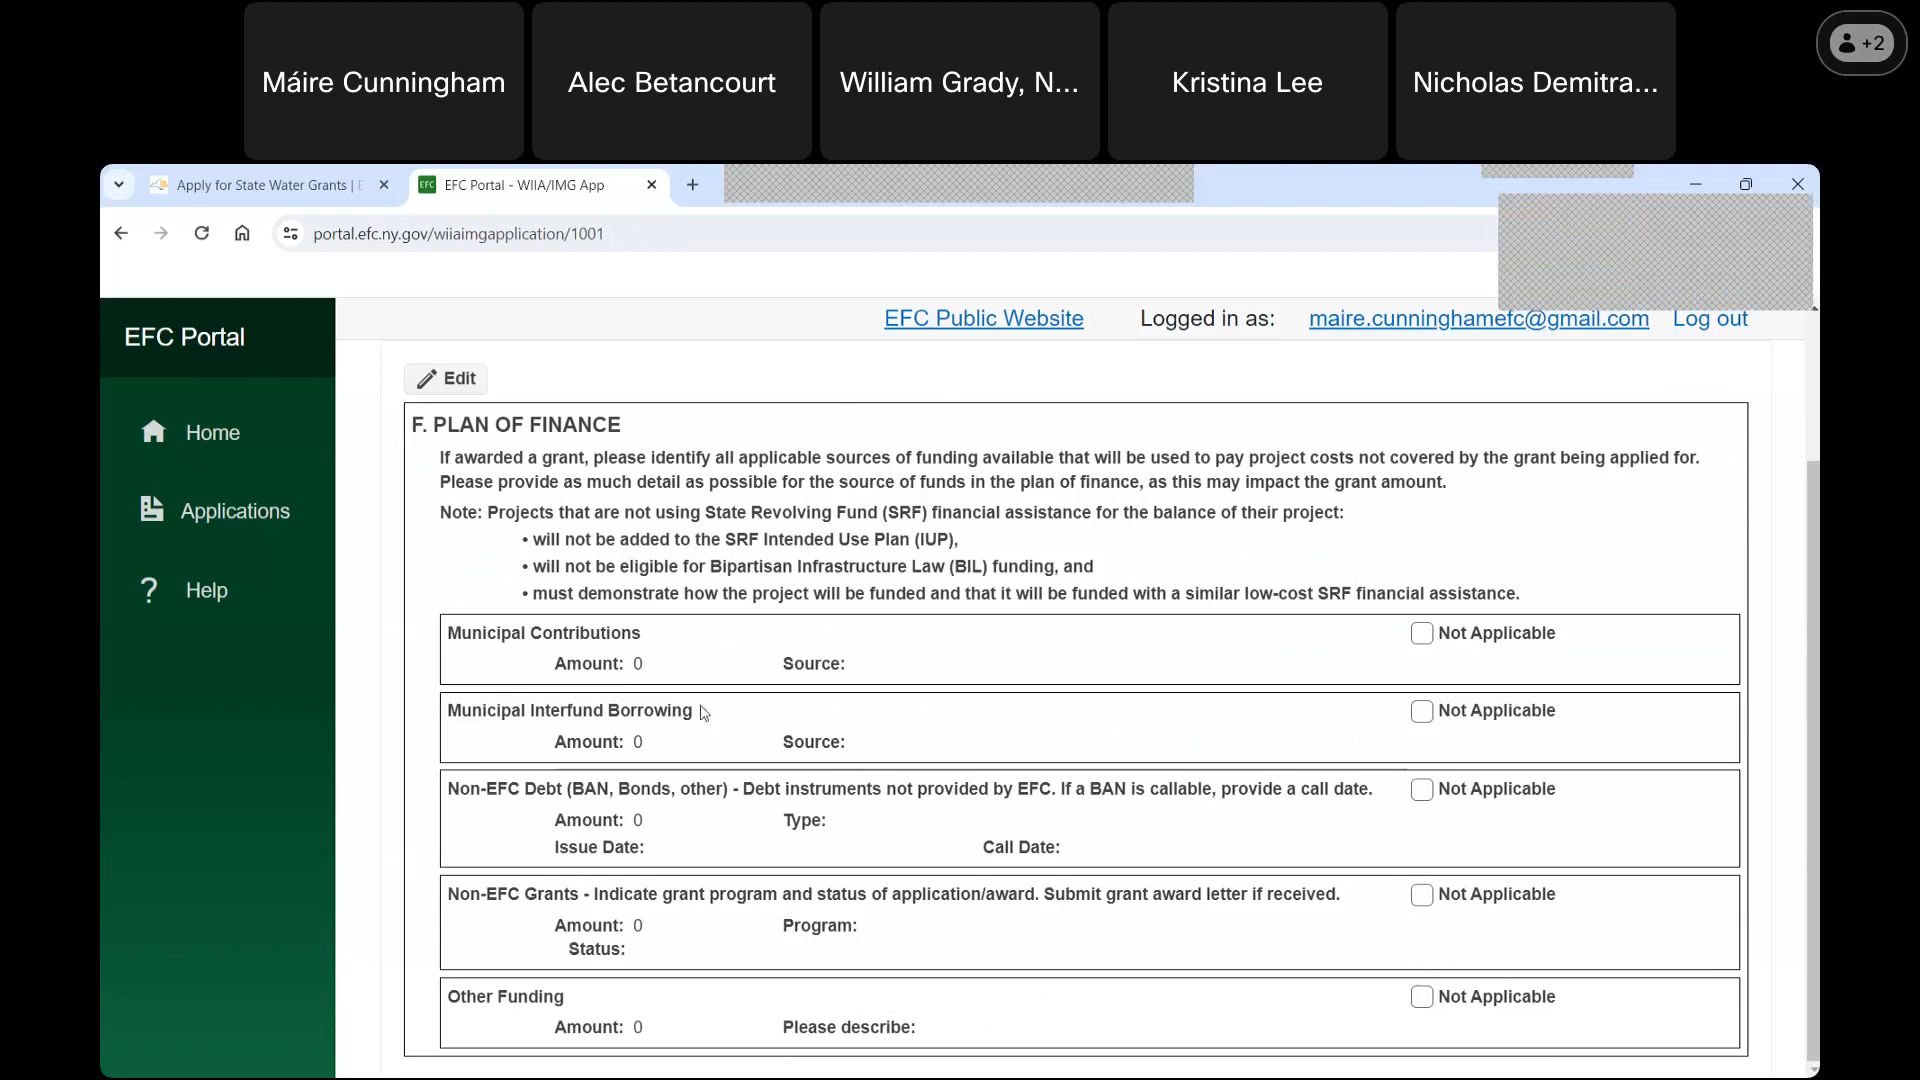 Máire Cunningham
Alec Betancourt
William Grady, N...
Kristina Lee
Nicholas Demitra...
+2
Apply for State Water Grants | E
EFC
EFC Portal - WIIA/IMG App
portal.efc.ny.gov/wiiaimgapplication/1001
EFC Portal
EFC Public Website
Logged in as:
maire.cunninghamefc@gmail.com
Log out
Home
Applications
Help
Edit
F. PLAN OF FINANCE
If awarded a grant, please identify all applicable sources of funding available that will be used to pay project costs not covered by the grant being applied for.
Please provide as much detail as possible for the source of funds in the plan of finance, as this may impact the grant amount.
Note: Projects that are not using State Revolving Fund (SRF) financial assistance for the balance of their project:
• will not be added to the SRF Intended Use Plan (IUP),
• will not be eligible for Bipartisan Infrastructure Law (BIL) funding, and
• must demonstrate how the project will be funded and that it will be funded with a similar low-cost SRF financial assistance.
Municipal Contributions Not Applicable
Amount: 0 Source:
Municipal Interfund Borrowing Not Applicable
Amount: 0 Source:
Non-EFC Debt (BAN, Bonds, other) - Debt instruments not provided by EFC. If a BAN is callable, provide a call date. Not Applicable
Amount: 0 Type:
Issue Date: Call Date:
Non-EFC Grants - Indicate grant program and status of application/award. Submit grant award letter if received. Not Applicable
Amount: 0 Program:
Status:
Other Funding Not Applicable
Amount: 0 Please describe: